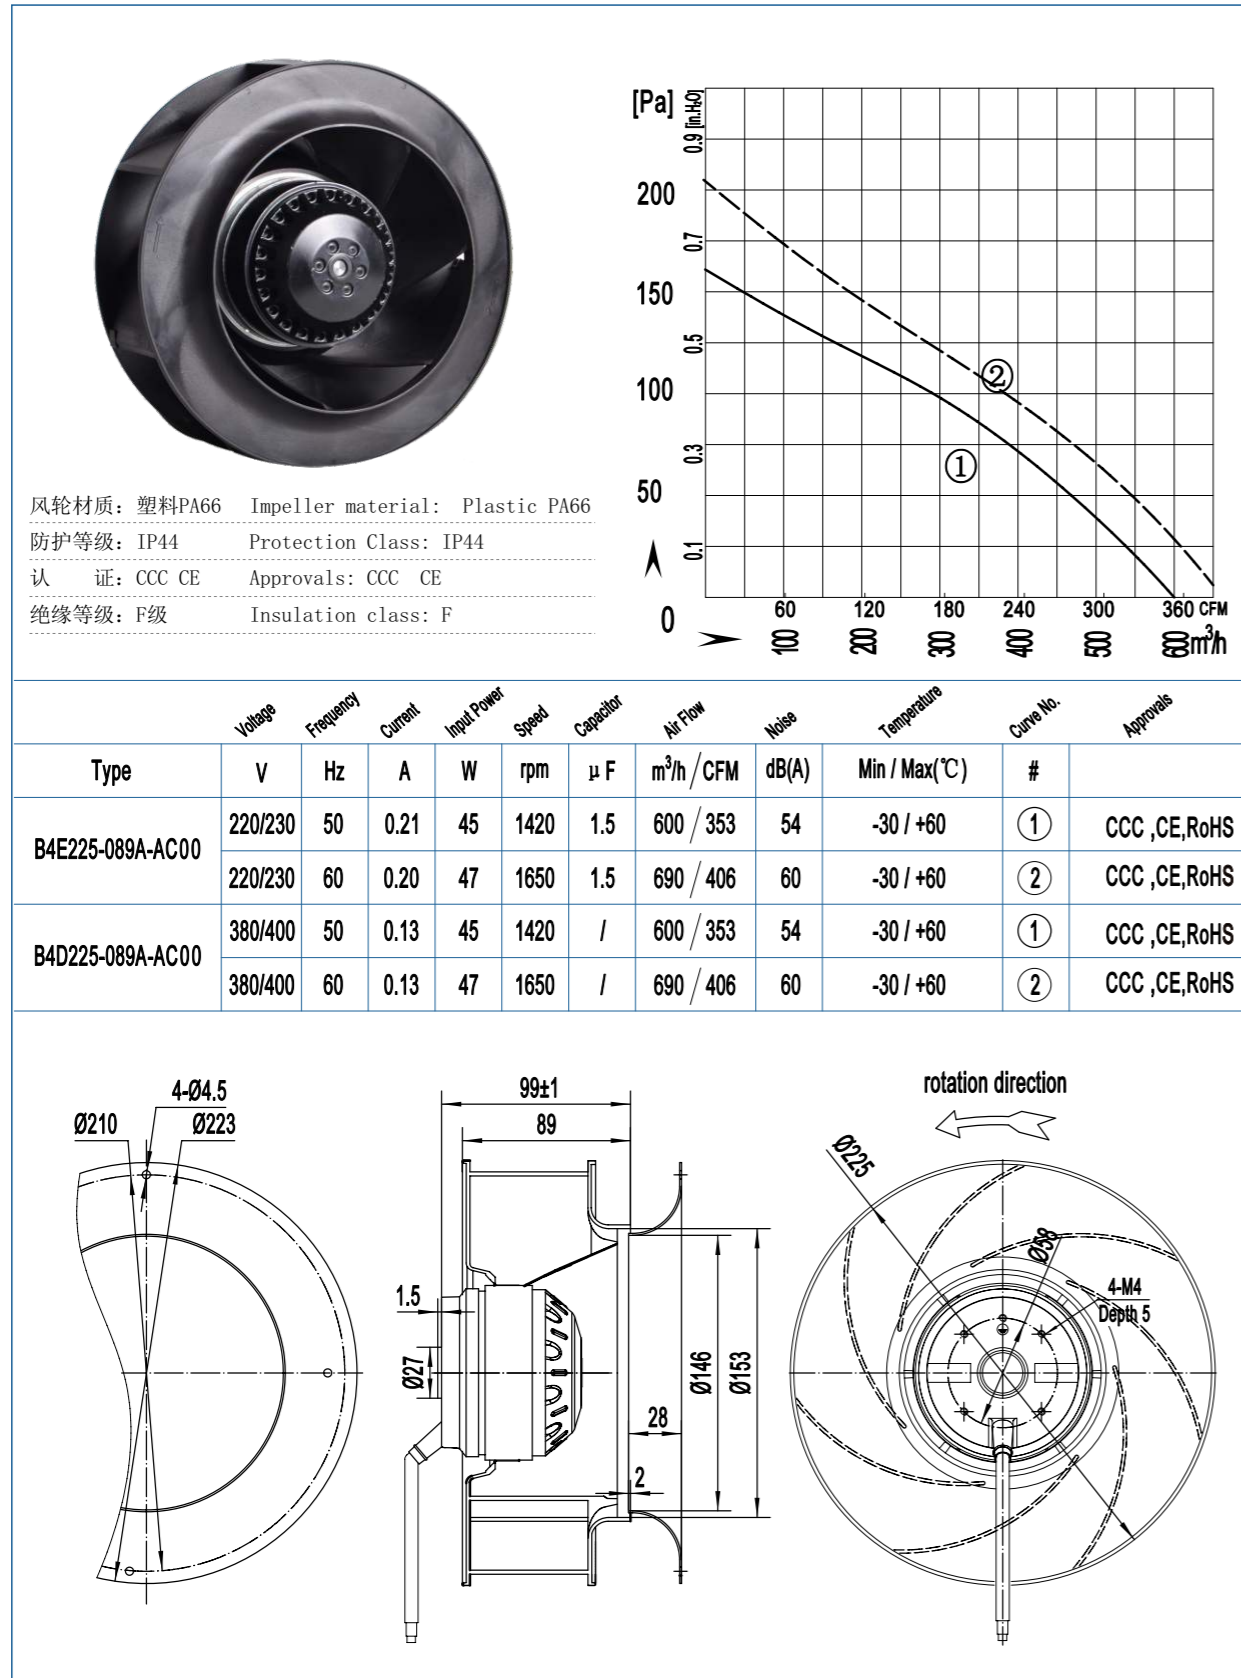 [Pa]
0.9 [in.H2O]
200
0.7
150
0.5
100
②
0.3
①
50
0.1
0
60 120 180 240 300 360 CFM
100 200 300 400 500 600 m³/h
风轮材质: 塑料PA66 Impeller material: Plastic PA66
防护等级: IP44 Protection Class: IP44
认 证: CCC CE Approvals: CCC CE
绝缘等级: F级 Insulation class: F
Voltage Frequency Current Input Power Speed Capacitor Air Flow Noise Temperature Curve No. Approvals
Type V Hz A W rpm μF m³/h / CFM dB(A) Min / Max(℃) #
B4E225-089A-AC00
220/230 50 0.21 45 1420 1.5 600 / 353 54 -30 / +60 ① CCC ,CE,RoHS
220/230 60 0.20 47 1650 1.5 690 / 406 60 -30 / +60 ② CCC ,CE,RoHS
B4D225-089A-AC00
380/400 50 0.13 45 1420 / 600 / 353 54 -30 / +60 ① CCC ,CE,RoHS
380/400 60 0.13 47 1650 / 690 / 406 60 -30 / +60 ② CCC ,CE,RoHS
4-Ø4.5
Ø210 Ø223
99±1
89
1.5
Ø27
Ø146
Ø153
28
2
rotation direction
Ø225
Ø58
4-M4
Depth 5